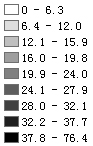 0 - 6.3
6.4 - 12.0
12.1 - 15.9
16.0 - 19.8
19.9 - 24.0
24.1 - 27.9
28.0 - 32.1
32.2 - 37.7
37.8 - 76.4